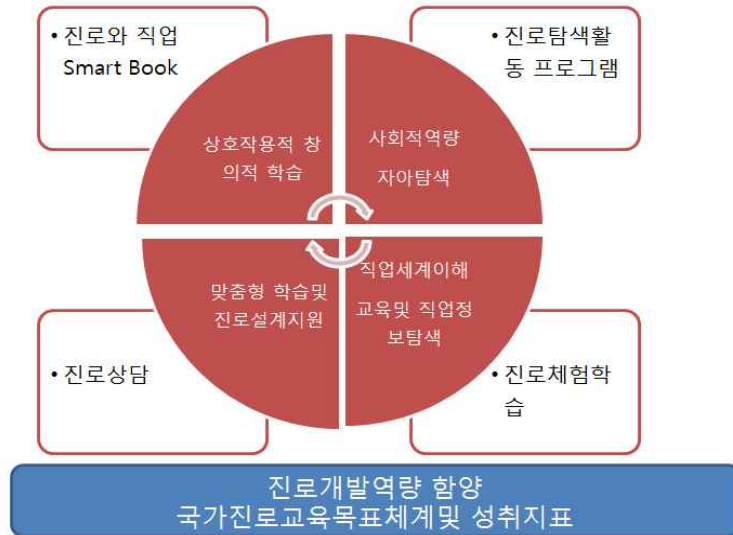 • 진로와 직업
Smart Book
• 진로탐색활
동 프로그램
상호작용적 창
의적 학습
사회적역량
자아탐색
맞춤형 학습및
진로설계지원
직업세계이해
교육및 직업정
보탐색
• 진로상담
• 진로체험학
습
진로개발역량 함양
국가진로교육목표체계및 성취지표